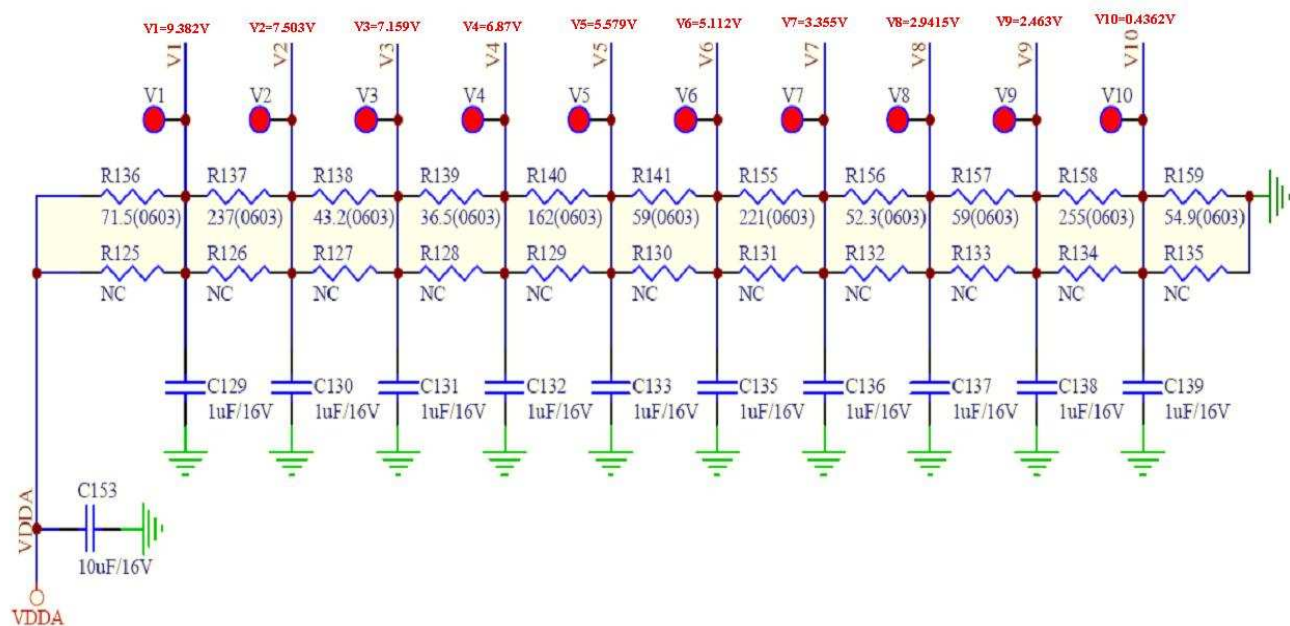 V1=9.382V V2=7.503V V3=7.159V V4=6.87V V5=5.579V V6=5.112V V7=3.355V V8=2.9415V V9=2.463V V10=0.4362V
V1 V2 V3 V4 V5 V6 V7 V8 V9 V10
V1 V2 V3 V4 V5 V6 V7 V8 V9 V10
R136 R137 R138 R139 R140 R141 R155 R156 R157 R158 R159
71.5(0603) 237(0603) 43.2(0603) 36.5(0603) 162(0603) 59(0603) 221(0603) 52.3(0603) 59(0603) 255(0603) 54.9(0603)
R125 R126 R127 R128 R129 R130 R131 R132 R133 R134 R135
NC NC NC NC NC NC NC NC NC NC NC
C129 C130 C131 C132 C133 C135 C136 C137 C138 C139
1uF/16V 1uF/16V 1uF/16V 1uF/16V 1uF/16V 1uF/16V 1uF/16V 1uF/16V 1uF/16V 1uF/16V
C153
VDDA
10uF/16V
VDDA